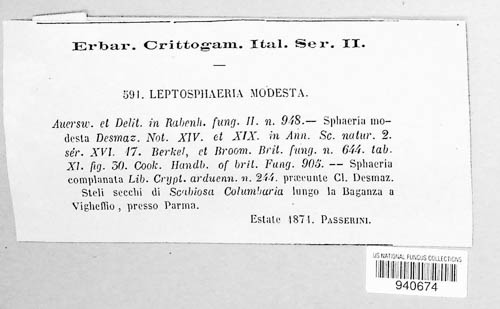 Erbar. Crittogam. Ital. Ser. II.
591. LEPTOSPHAERIA MODESTA.
Auersw. et Delit. in Rabenh. fung. II. n. 948.— Sphaeria mo-
desta Desmaz. Not. XIV. et XIX. in Ann. Sc. natur. 2.
sér. XVI. 17. Berkel, et Broom. Brit. fung. n. 644. tab.
XI. fig. 30. Cook. Handb. of brit. Fung. 905. -- Sphaeria
complanata Lib. Crypt. arduenn. n. 244. præcunte Cl. Desmaz.
Steli secchi di Scabiosa Columbaria lungo la Baganza a
Vigheffio, presso Parma.
Estate 1871. PASSERINI.
US NATIONAL FUNGUS COLLECTIONS
940674